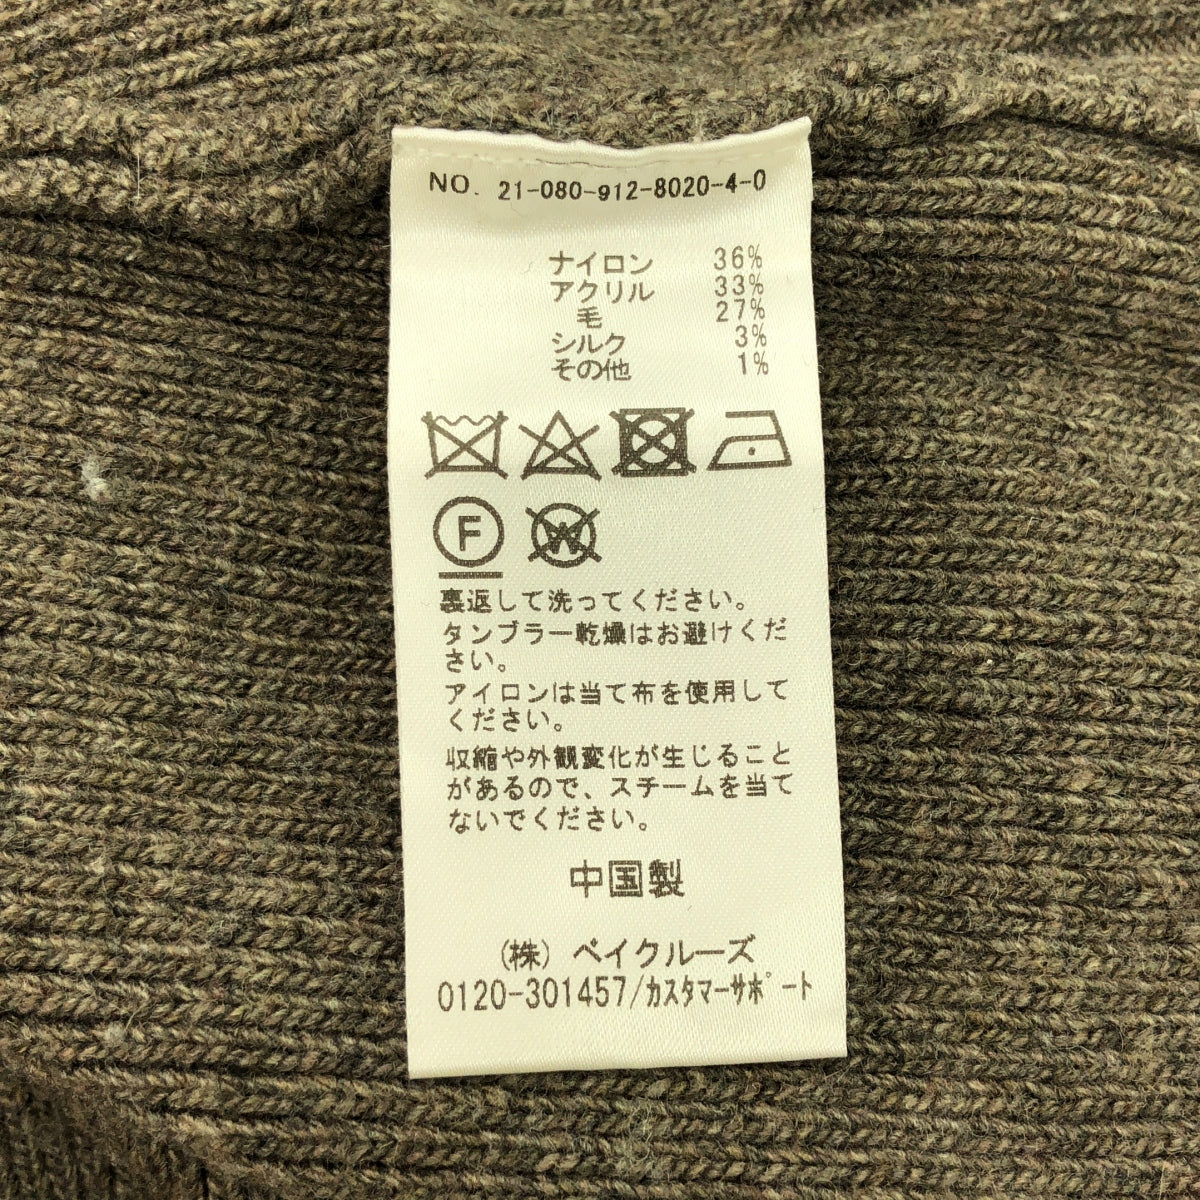 NO. 21-080-912-8020-4-0
ナイロン 36%
アクリル 33%
毛 27%
シルク 3%
その他 1%
F W
裏返して洗ってください。
タンブラー乾燥はお避けくだ
さい。
アイロンは当て布を使用して
ください。
収縮や外観変化が生じること
があるので、スチームを当て
ないでください。
中国製
(株) ベイクルーズ
0120-301457/カスタマーサポート